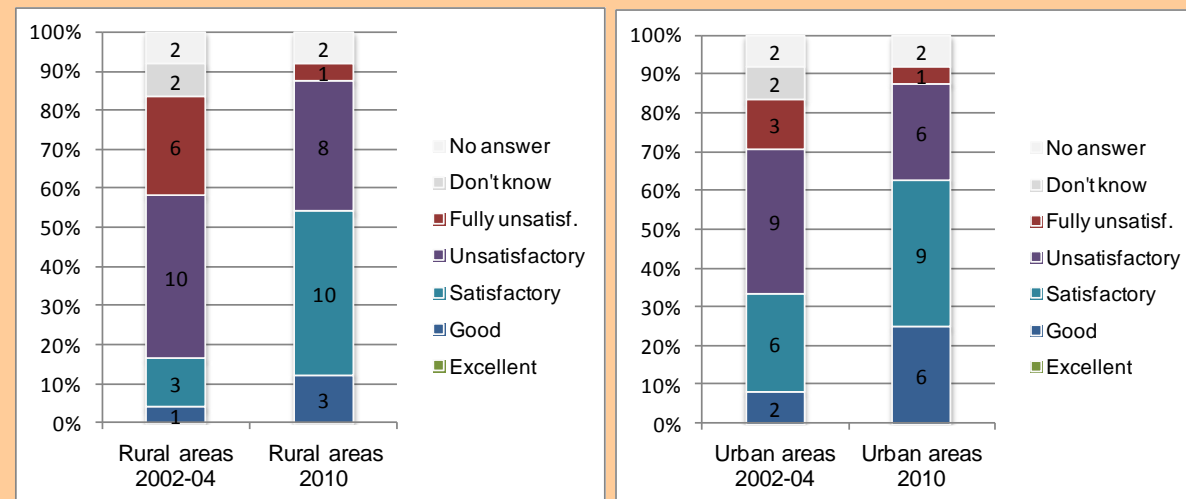 100%
90%
80%
70%
60%
50%
40%
30%
20%
10%
0%
2
2
6
10
3
1
2
1
8
10
3
Rural areas
2002-04
Rural areas
2010
No answer
Don't know
Fully unsatisf.
Unsatisfactory
Satisfactory
Good
Excellent
100%
90%
80%
70%
60%
50%
40%
30%
20%
10%
0%
2
2
3
9
6
2
2
1
6
9
6
Urban areas
2002-04
Urban areas
2010
No answer
Don't know
Fully unsatisf.
Unsatisfactory
Satisfactory
Good
Excellent